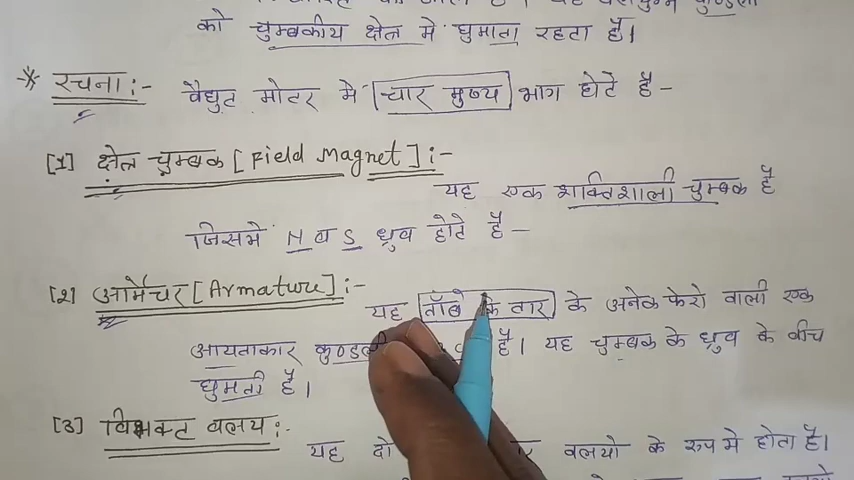 को चुम्बकीय क्षेत्र में घुमाता रहता है।
* रचना :- वैधुत मोटर मे चार मुख्य भाग होते है -
[1] क्षेत्र चुम्बक [Field Magnet] :-
यह एक शक्तिशाली चुम्बक है
जिसमे N व S ध्रुव होते है -
[2] आर्मेचर [Armature] :-
यह ताँबे के तार के अनेक फेरो वाली एक
आयताकार कुण्डली है। यह चुम्बक के ध्रुव के बीच
घुमती है।
[3] विभक्ट वलय :-
यह दो वलयो के रुप मे होता है।